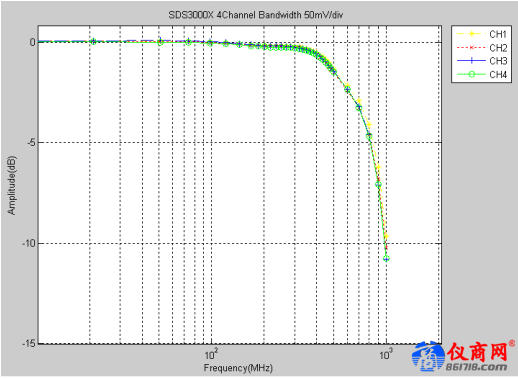 SDS3000X 4Channel Bandwidth 50mV/div
CH1
CH2
CH3
CH4
0
-5
-10
-15
Amplitude(dB)
10²
10³
Frequency(MHz)
仪商网®
861718.com